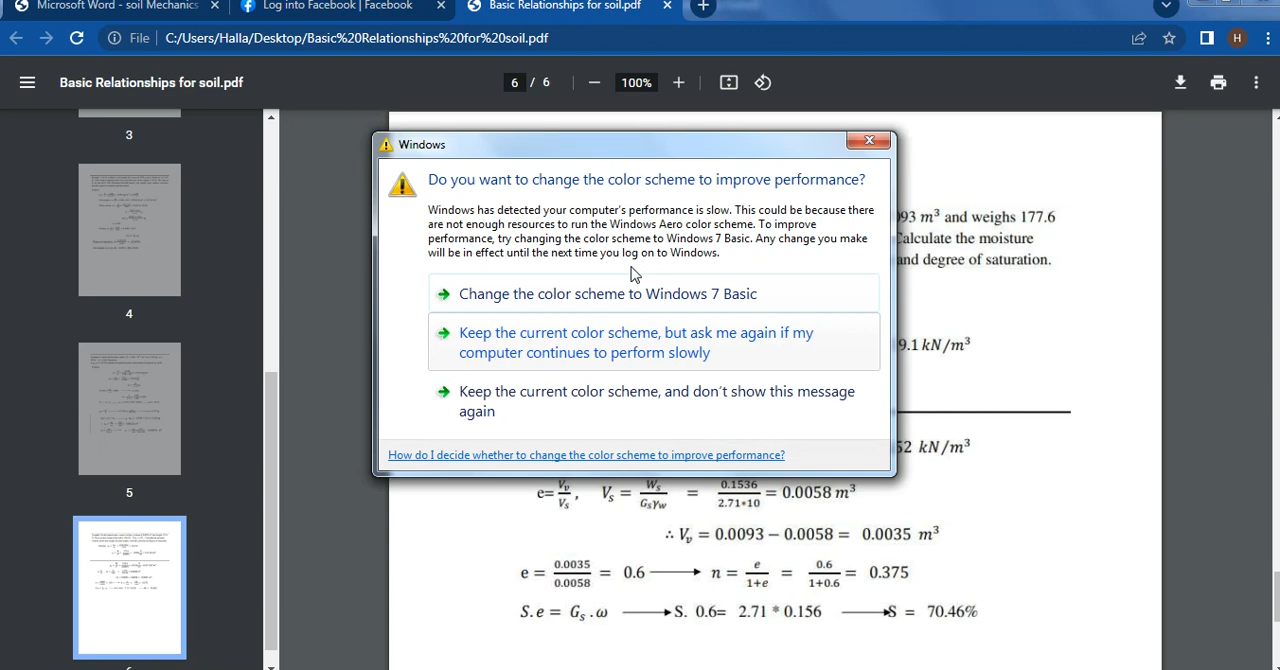 Microsoft Word - soil Mechanics
Log into Facebook | Facebook
Basic Relationships for soil.pdf
File
C:/Users/Halla/Desktop/Basic%20Relationships%20for%20soil.pdf
H
Basic Relationships for soil.pdf
6 / 6
100%
3
4
5
Windows
Do you want to change the color scheme to improve performance?
Windows has detected your computer's performance is slow. This could be because there
are not enough resources to run the Windows Aero color scheme. To improve
performance, try changing the color scheme to Windows 7 Basic. Any change you make
will be in effect until the next time you log on to Windows.
Change the color scheme to Windows 7 Basic
Keep the current color scheme, but ask me again if my
computer continues to perform slowly
Keep the current color scheme, and don't show this message
again
How do I decide whether to change the color scheme to improve performance?
93 m³ and weighs 177.6
Calculate the moisture
and degree of saturation.
9.1 kN/m³
52 kN/m³
e= Vv/Vs , Vs = Ws/Gsγw = 0.1536/2.71*10 = 0.0058 m³
∴ Vv = 0.0093 − 0.0058 = 0.0035 m³
e = 0.0035/0.0058 = 0.6 → n = e/1+e = 0.6/1+0.6 = 0.375
S.e = Gs.ω → S. 0.6= 2.71 * 0.156 → S = 70.46%